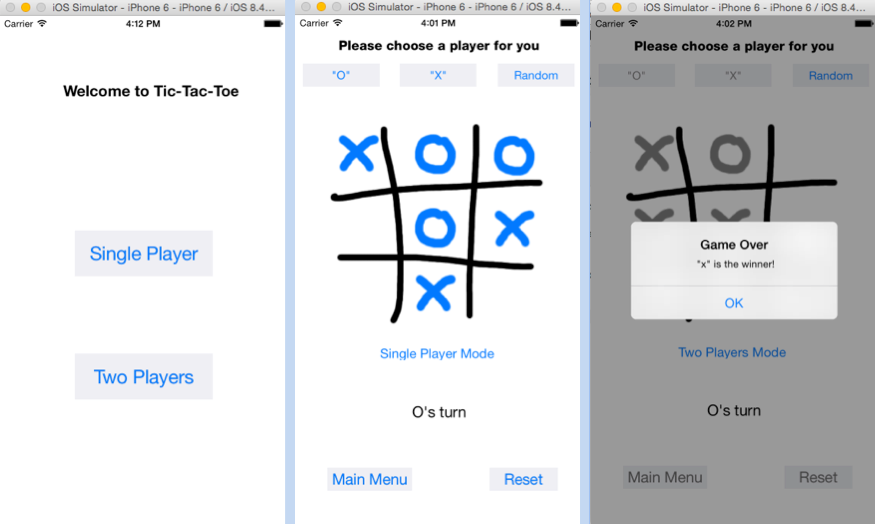 iOS Simulator - iPhone 6 - iPhone 6 / iOS 8.4...
Carrier 4:12 PM
Welcome to Tic-Tac-Toe
Single Player
Two Players
iOS Simulator - iPhone 6 - iPhone 6 / iOS 8.4...
Carrier 4:01 PM
Please choose a player for you
"O" "X" Random
X O O
O X
X
Single Player Mode
O's turn
Main Menu Reset
iOS Simulator - iPhone 6 - iPhone 6 / iOS 8.4...
Carrier 4:02 PM
Please choose a player for you
"O" "X" Random
X O
X X
Game Over
"x" is the winner!
OK
Two Players Mode
O's turn
Main Menu Reset